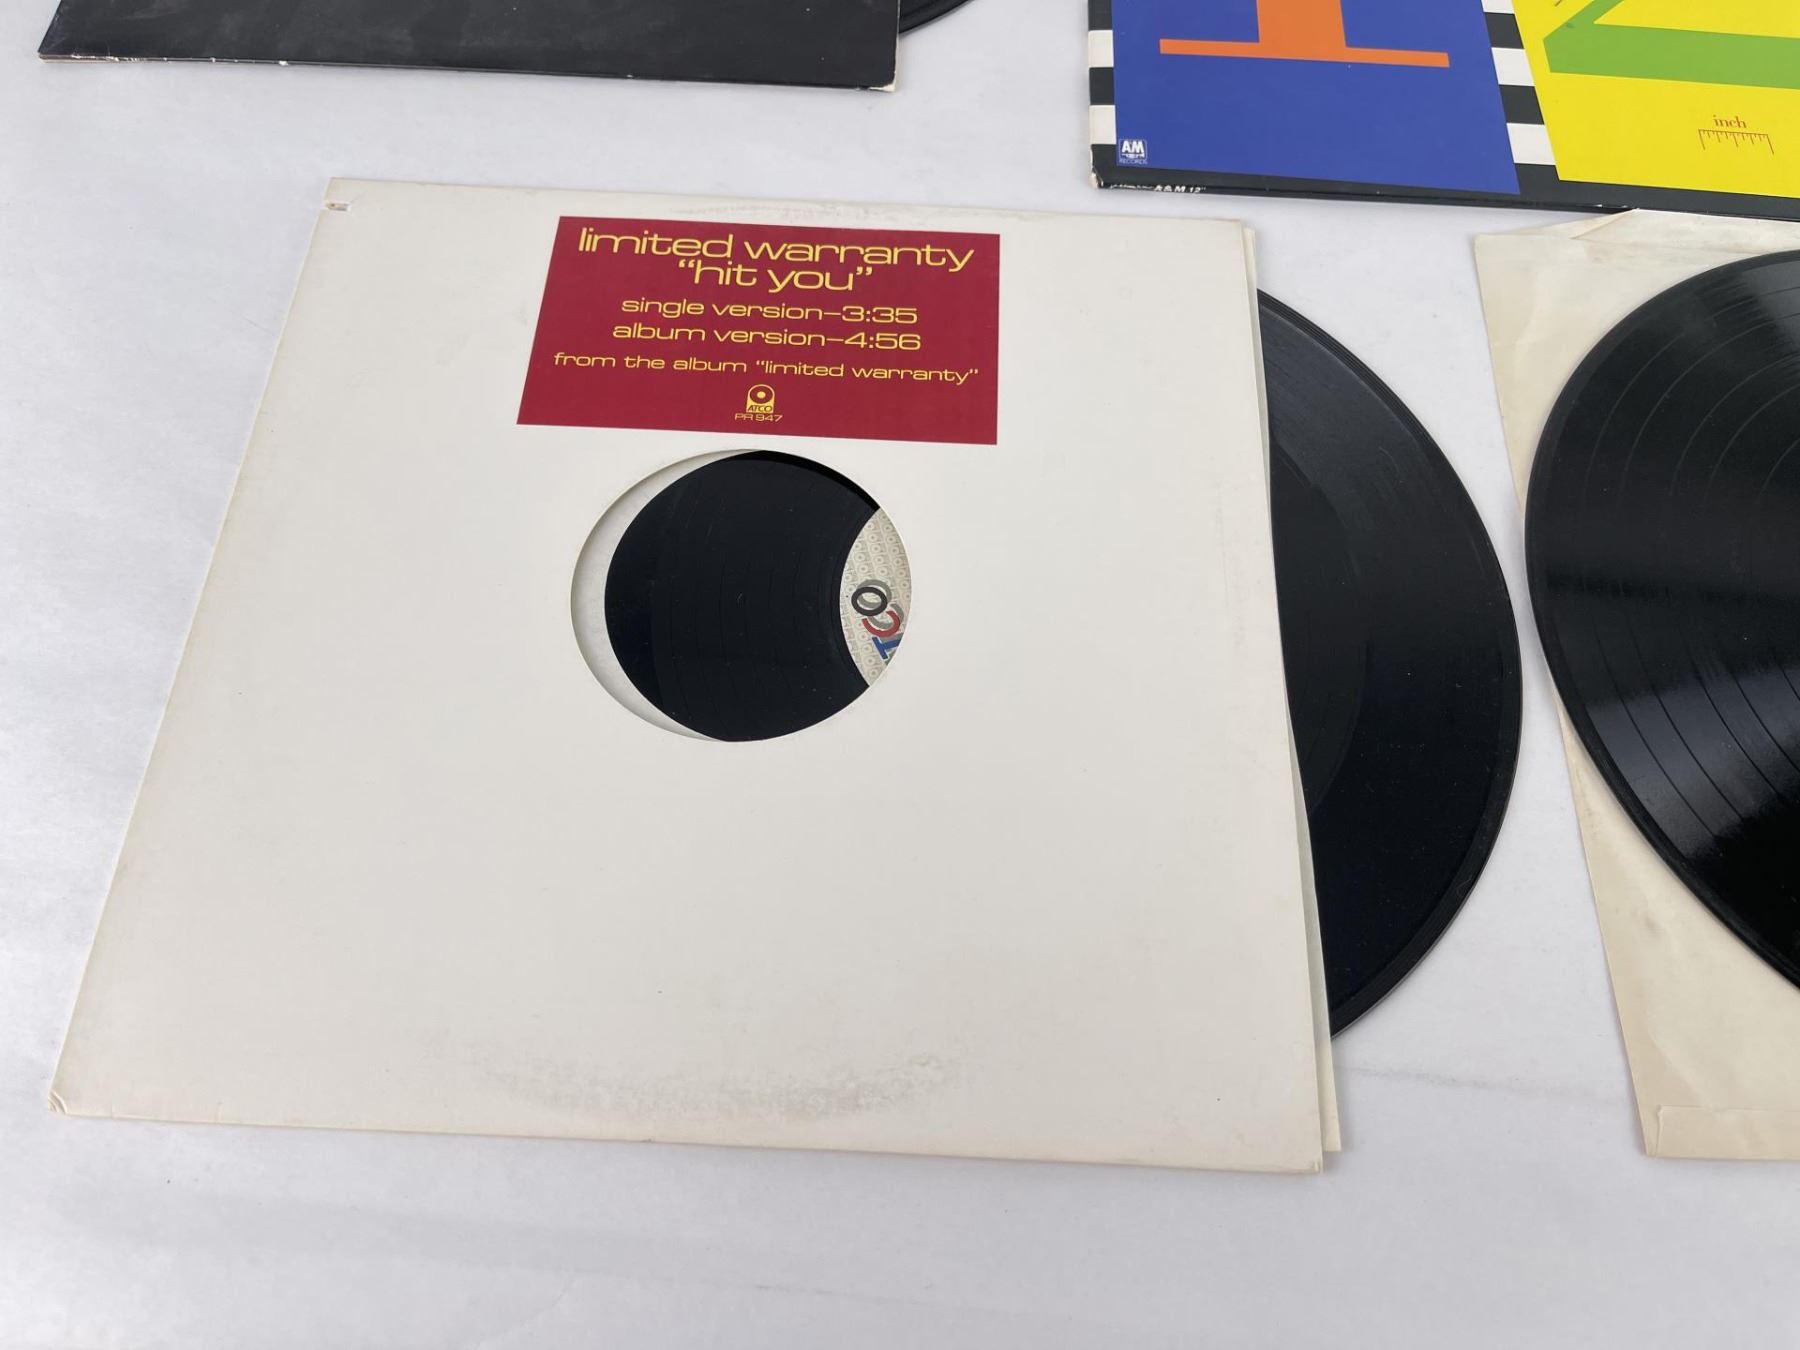 inch
A&M
RECORDS
A & M 12"
limited warranty
“hit you”
single version–3:35
album version–4:56
from the album “limited warranty”
ATCO
PR 947
ATCO